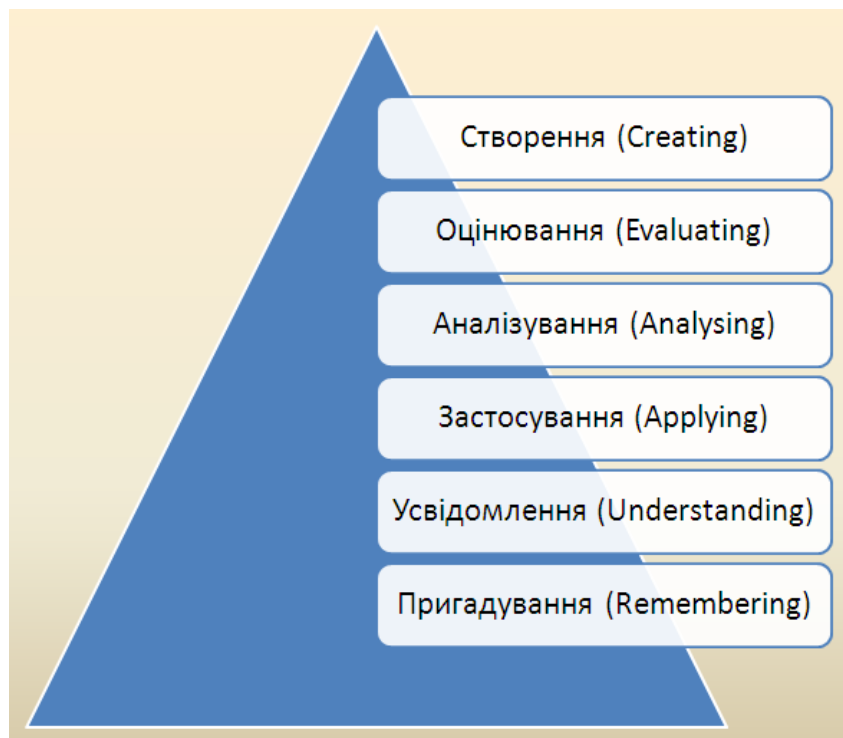 Створення (Creating)
Оцінювання (Evaluating)
Аналізування (Analysing)
Застосування (Applying)
Усвідомлення (Understanding)
Пригадування (Remembering)